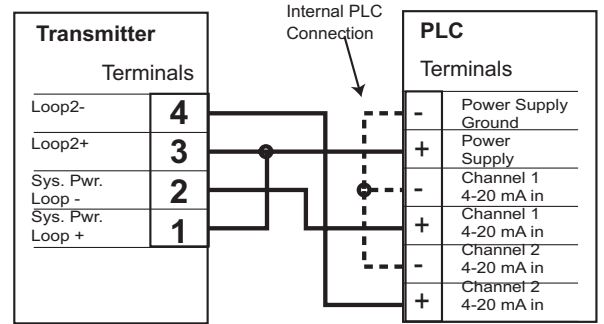 Internal PLC
Connection
Transmitter
Terminals
Loop2-
4
Loop2+
3
Sys. Pwr.
Loop -
2
Sys. Pwr.
Loop +
1
PLC
Terminals
-
Power Supply
Ground
+
Power
Supply
-
Channel 1
4-20 mA in
+
Channel 1
4-20 mA in
-
Channel 2
4-20 mA in
+
Channel 2
4-20 mA in